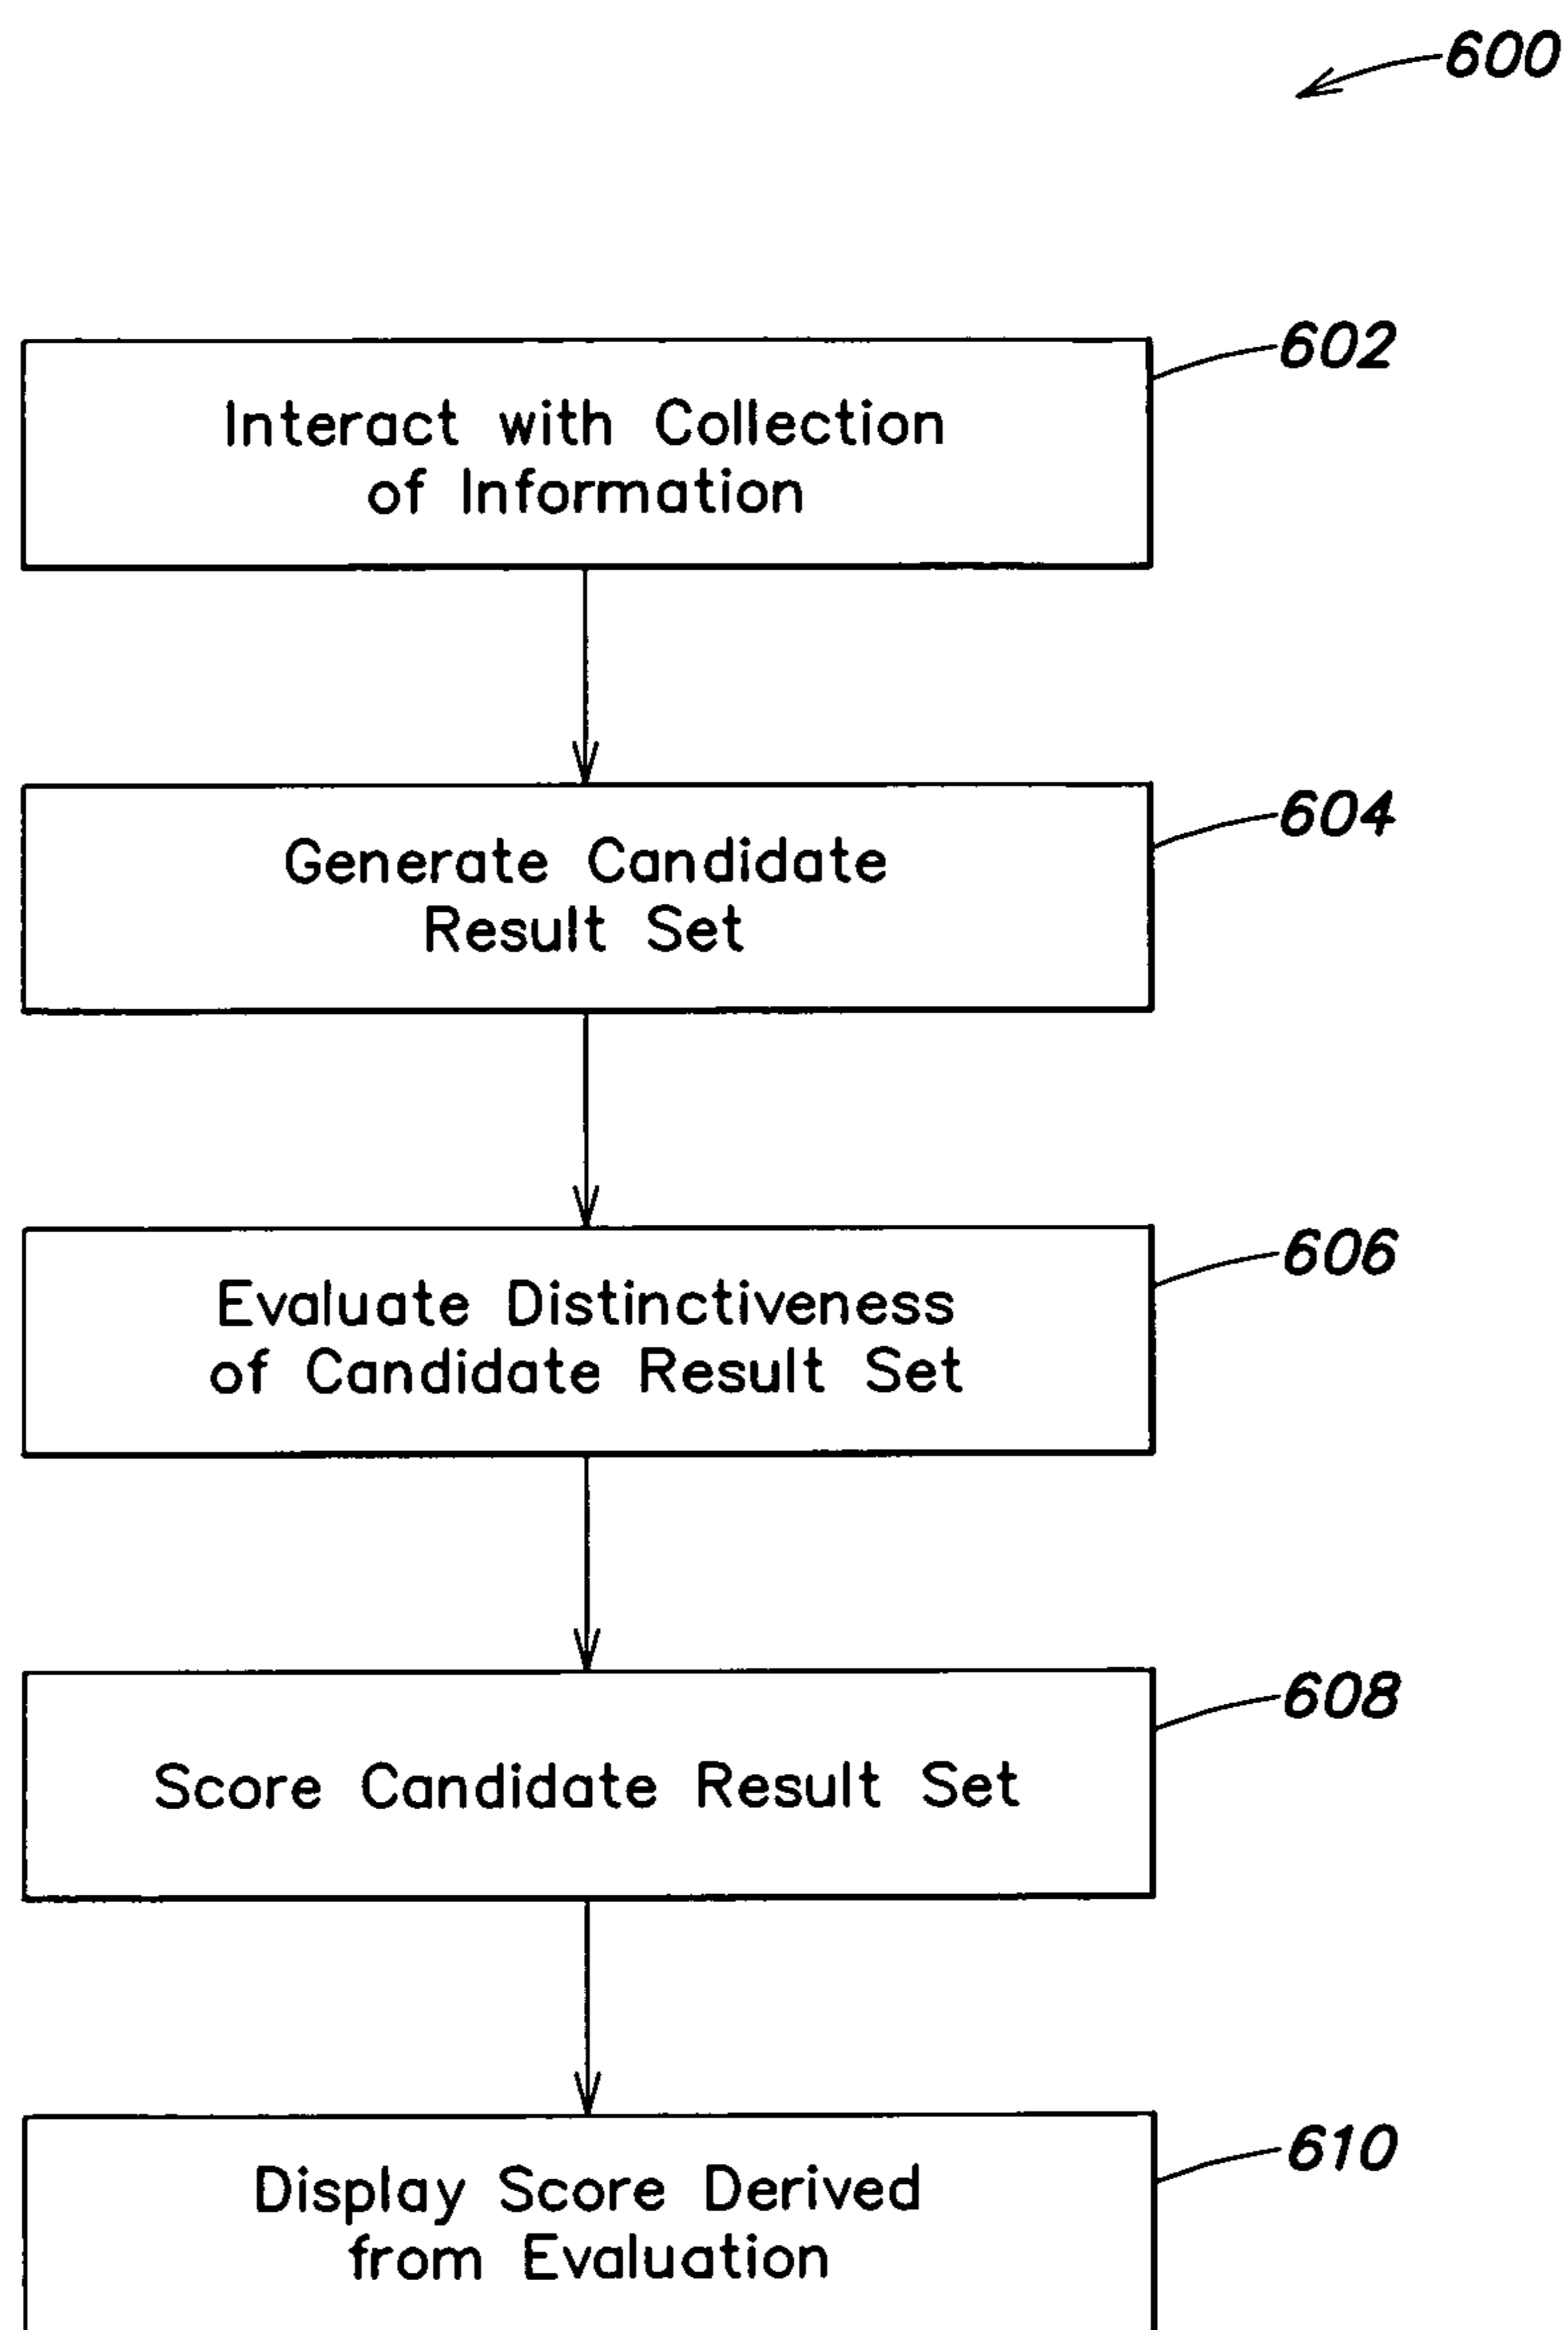 600
602
Interact with Collection
of Information
604
Generate Candidate
Result Set
606
Evaluate Distinctiveness
of Candidate Result Set
608
Score Candidate Result Set
610
Display Score Derived
from Evaluation